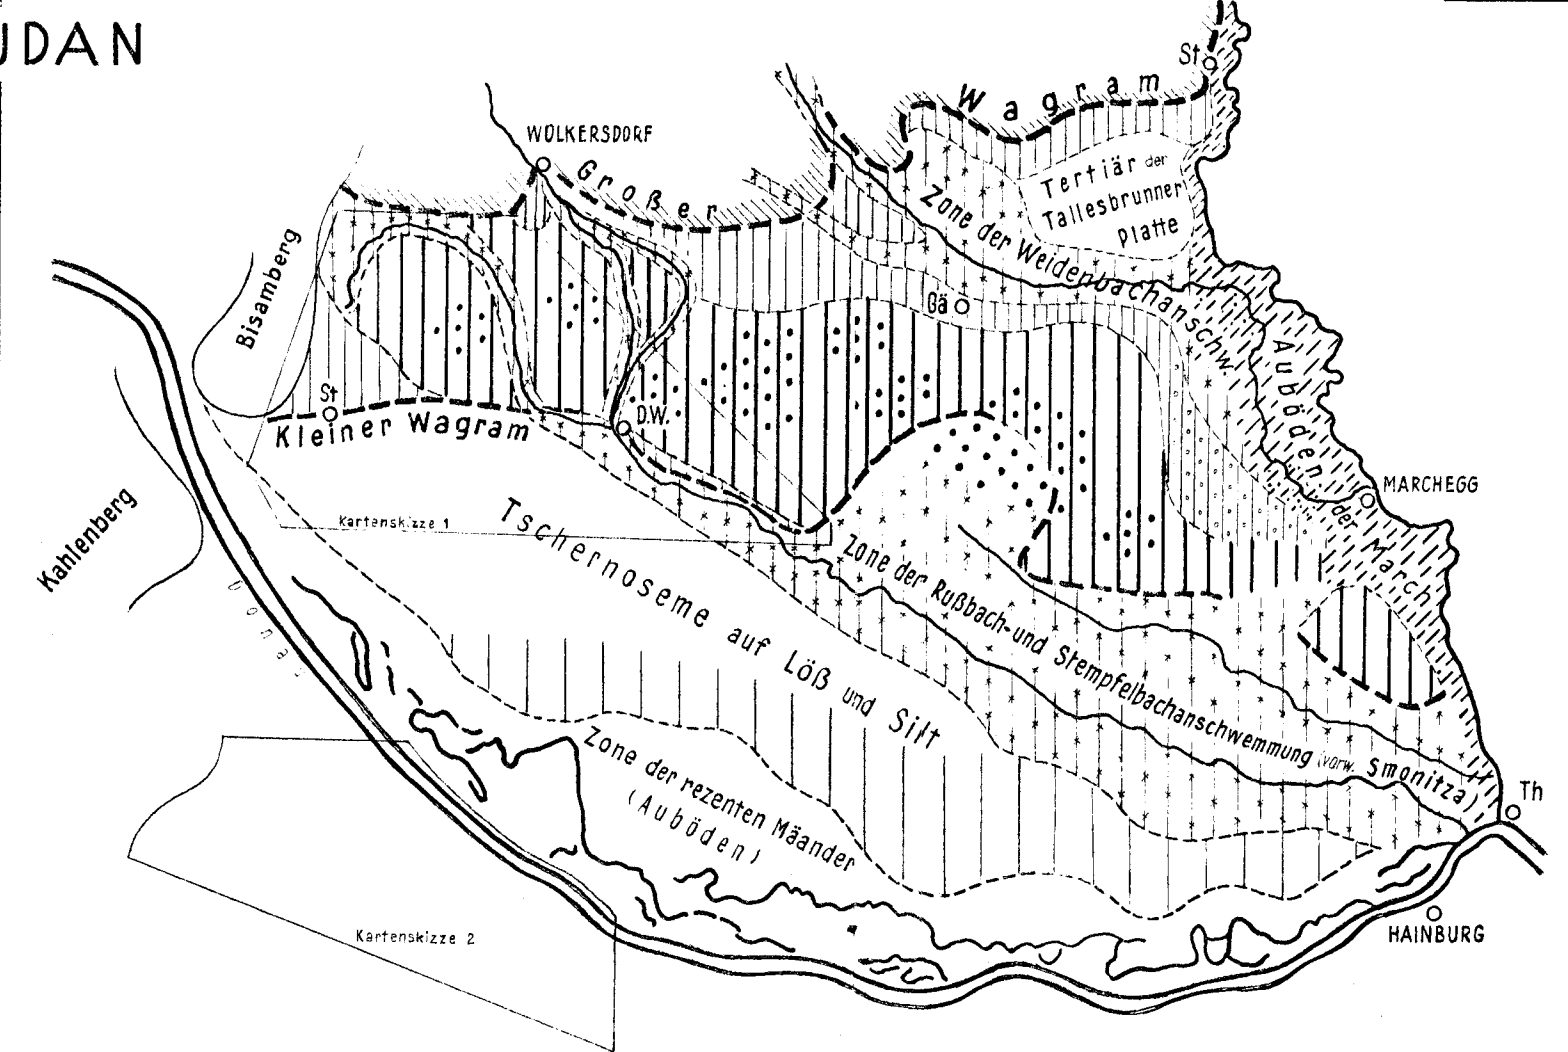 UDAN
St
Wagram
WOLKERSDORF
Großer
Tertiär der
Tallesbrunner
Platte
Zone der Weidenbachanschw.
Bisamberg
Gä
Auböden der March
St
Kleiner Wagram
D.W.
MARCHEGG
Kahlenberg
Kartenskizze 1
Tschernoseme auf Löß und Silt
Zone der Rußbach- und Stempfelbachanschwemmung (vorw. Smonitza)
Donau
Zone der rezenten Mäander
(Auböden)
Th
HAINBURG
Kartenskizze 2